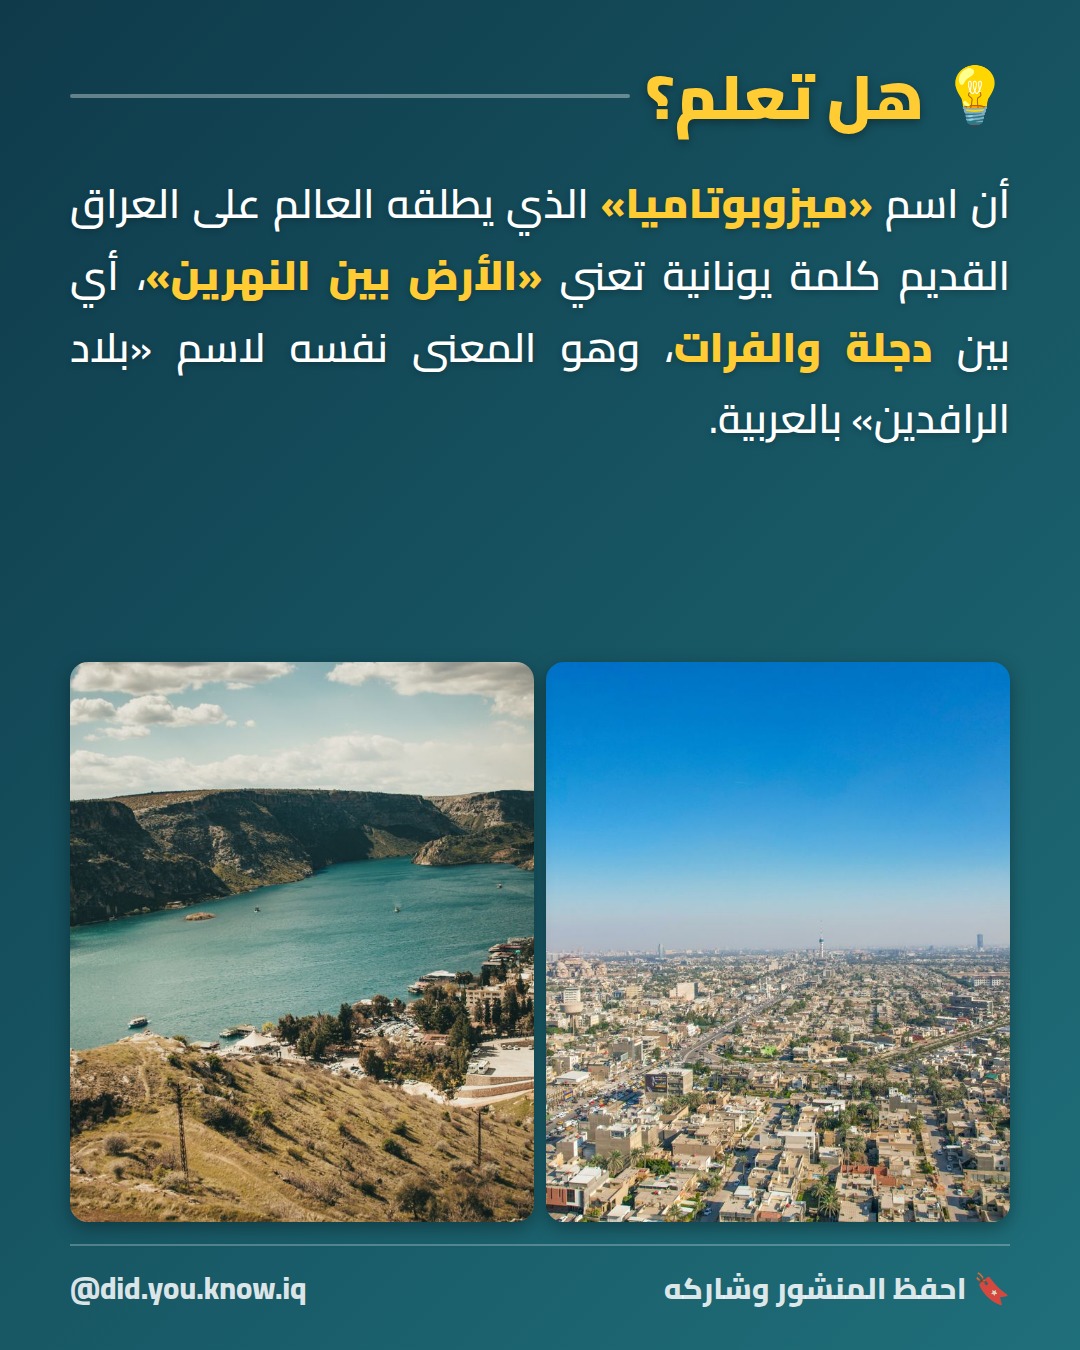 هل تعلم؟
أن اسم «ميزوبوتاميا» الذي يطلقه العالم على العراق
القديم كلمة يونانية تعني «الأرض بين النهرين»، أي
بين دجلة والفرات، وهو المعنى نفسه لاسم «بلاد
الرافدين» بالعربية.
احفظ المنشور وشاركه
@did.you.know.iq